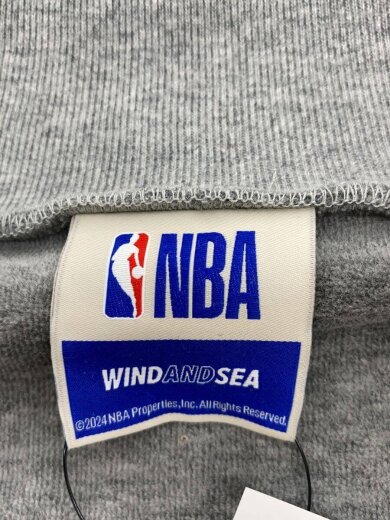 NBA
WINDANDSEA
©2024 NBA Properties, Inc. All Rights Reserved.